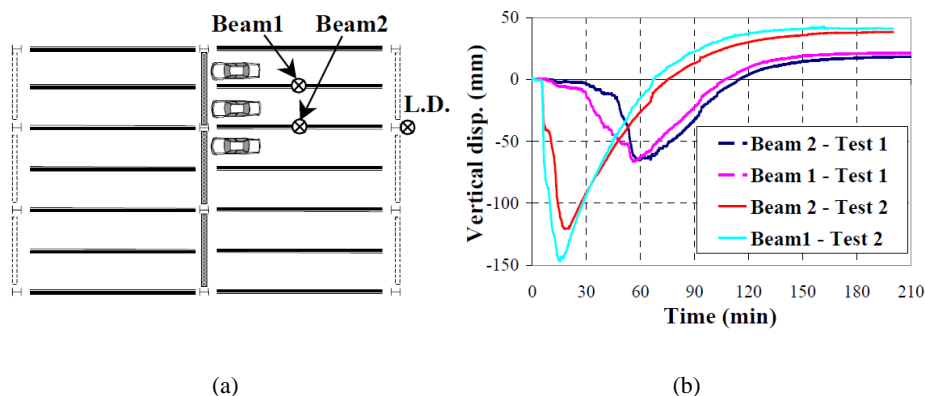 Beam1 Beam2
L.D.
(a)
50
0
-50
-100
-150
Vertical disp. (mm)
0 30 60 90 120 150 180 210
Time (min)
Beam 2 - Test 1
Beam 1 - Test 1
Beam 2 - Test 2
Beam1 - Test 2
(b)